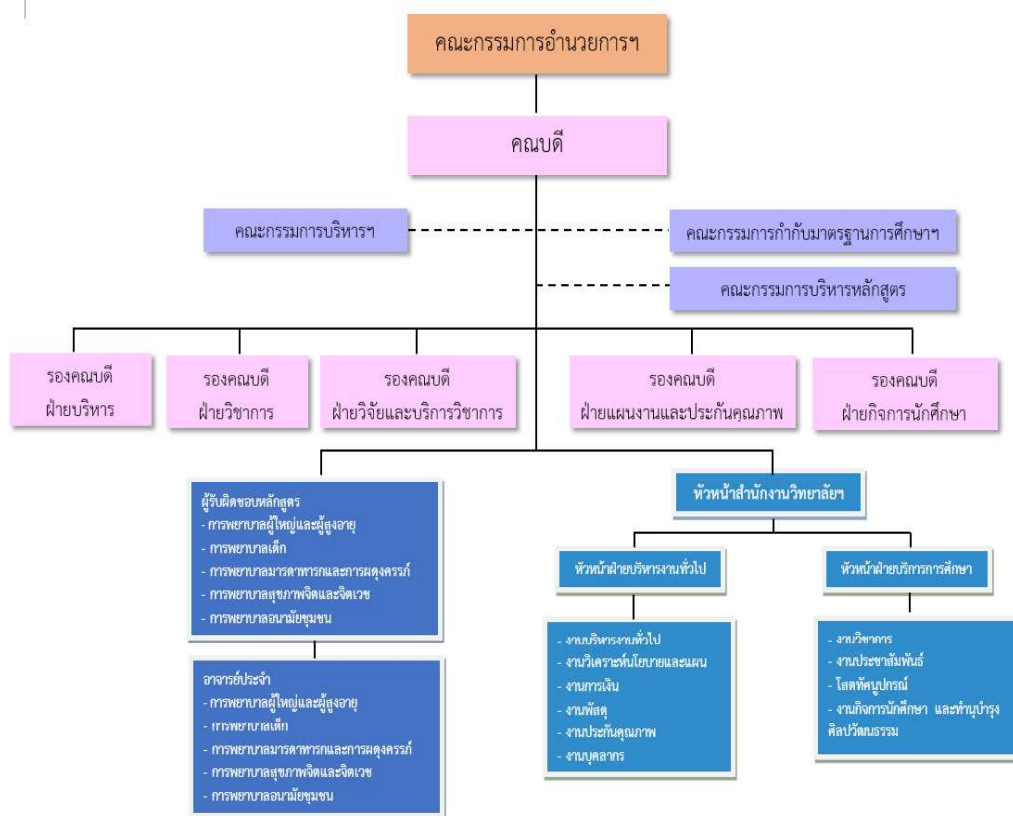 คณะกรรมการอำนวยการฯ
คณบดี
คณะกรรมการบริหารฯ
คณะกรรมการกำกับมาตรฐานการศึกษาฯ
คณะกรรมการบริหารหลักสูตร
รองคณบดี
ฝ่ายบริหาร
รองคณบดี
ฝ่ายวิชาการ
รองคณบดี
ฝ่ายวิจัยและบริการวิชาการ
รองคณบดี
ฝ่ายแผนงานและประกันคุณภาพ
รองคณบดี
ฝ่ายกิจการนักศึกษา
ผู้รับผิดชอบหลักสูตร
- การพยาบาลผู้ใหญ่และผู้สูงอายุ
- การพยาบาลเด็ก
- การพยาบาลมารดาทารกและการผดุงครรภ์
- การพยาบาลสุขภาพจิตและจิตเวช
- การพยาบาลอนามัยชุมชน
อาจารย์ประจำ
- การพยาบาลผู้ใหญ่และผู้สูงอายุ
- การพยาบาลเด็ก
- การพยาบาลมารดาทารกและการผดุงครรภ์
- การพยาบาลสุขภาพจิตและจิตเวช
- การพยาบาลอนามัยชุมชน
หัวหน้าสำนักงานวิทยาลัยฯ
หัวหน้าฝ่ายบริหารงานทั่วไป
- งานบริหารงานทั่วไป
- งานวิเคราะห์นโยบายและแผน
- งานการเงิน
- งานพัสดุ
- งานประกันคุณภาพ
- งานบุคลากร
หัวหน้าฝ่ายบริการการศึกษา
- งานวิชาการ
- งานประชาสัมพันธ์
- โสตทัศนูปกรณ์
- งานกิจการนักศึกษา และทำนุบำรุง
ศิลปวัฒนธรรม